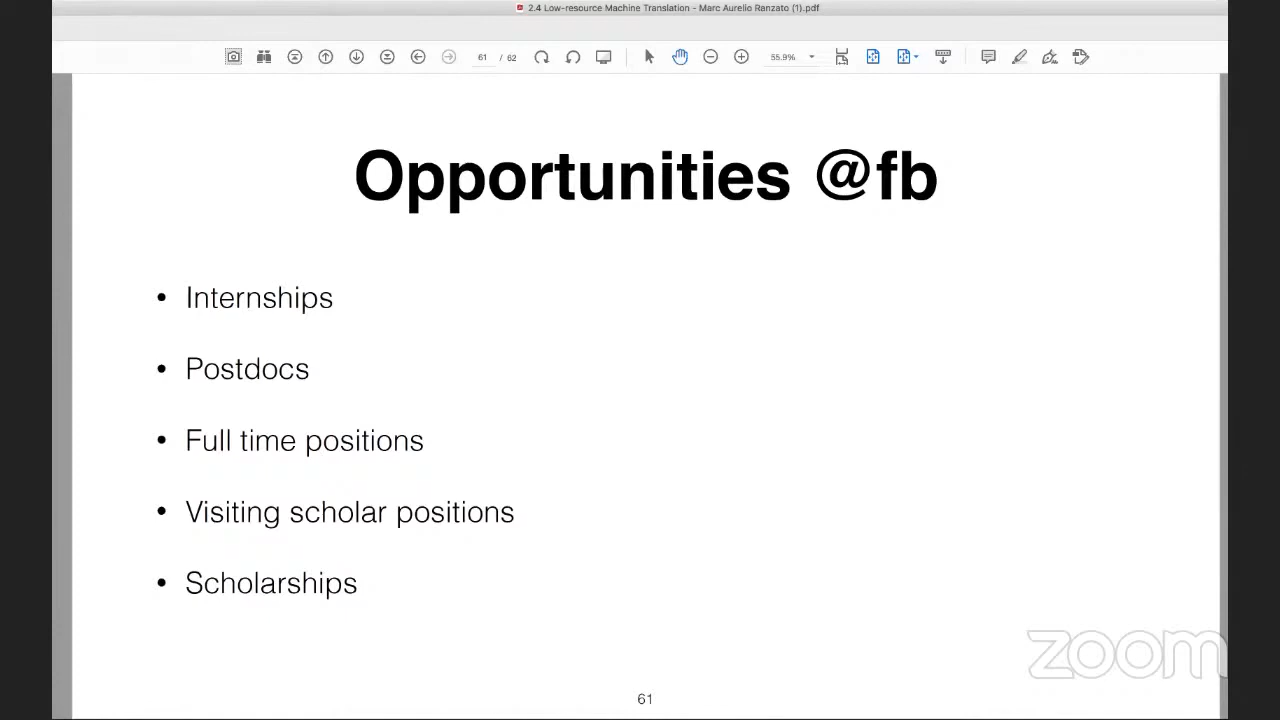 2.4 Low-resource Machine Translation - Marc Aurelio Ranzato (1).pdf
61 / 62
55.9%
Opportunities @fb
• Internships
• Postdocs
• Full time positions
• Visiting scholar positions
• Scholarships
zoom
61